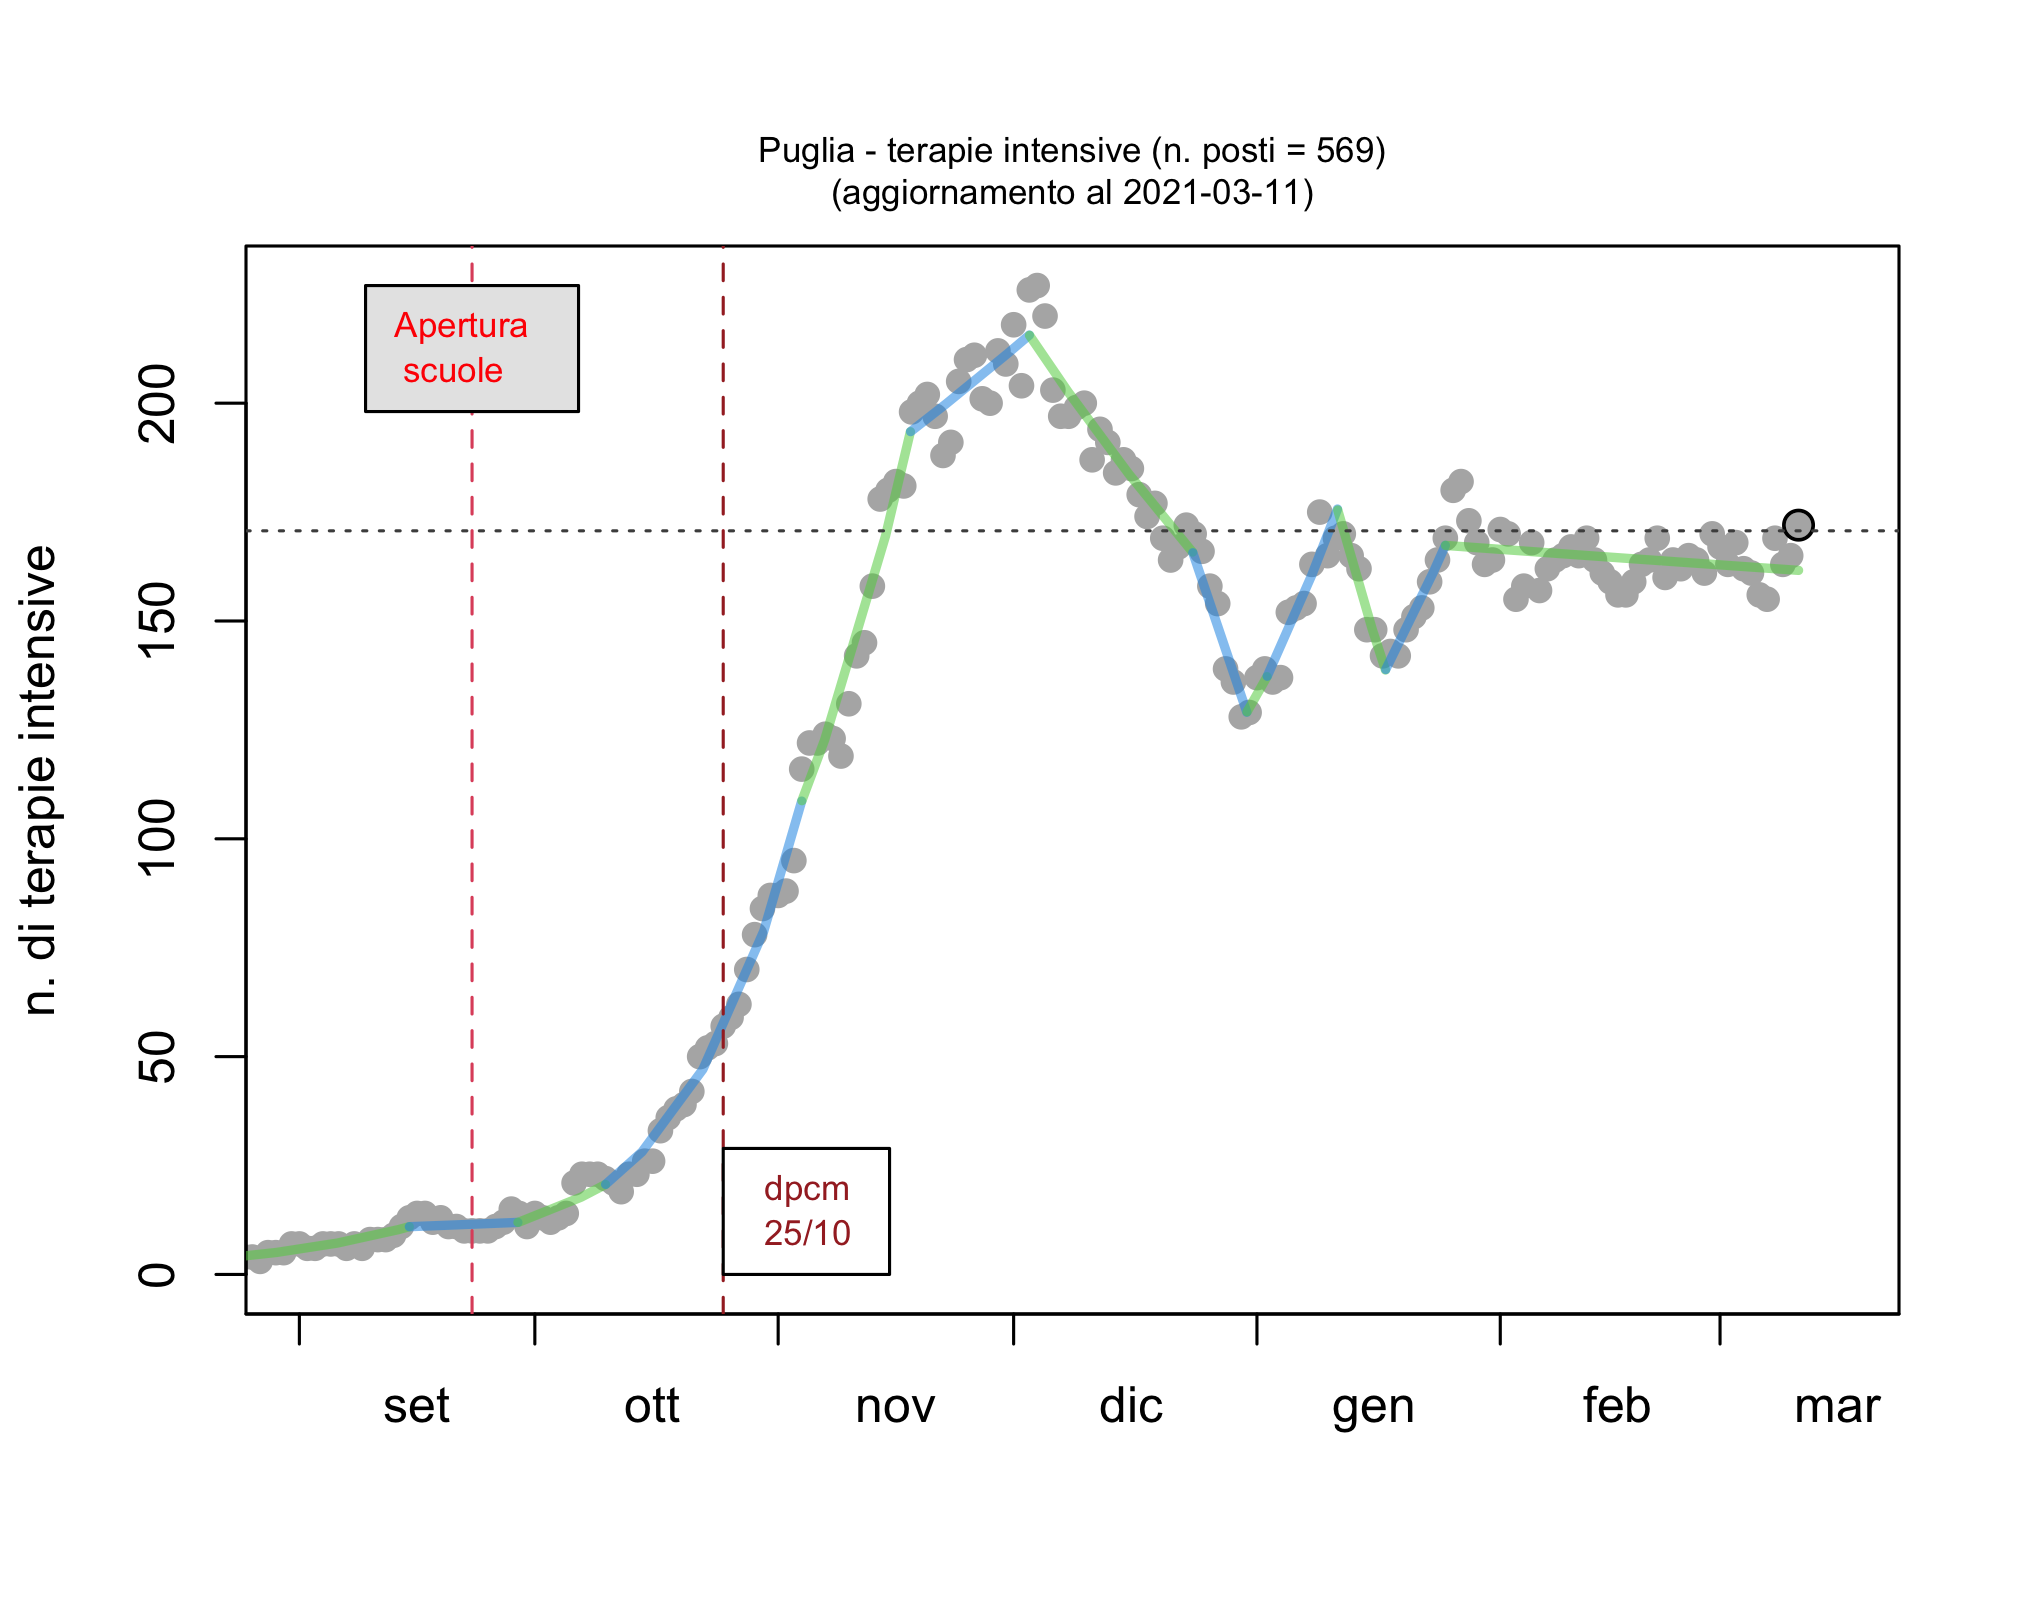 Puglia - terapie intensive (n. posti = 569)
(aggiornamento al 2021-03-11)
Apertura
scuole
dpcm
25/10
n. di terapie intensive
200
150
100
50
0
set ott nov dic gen feb mar